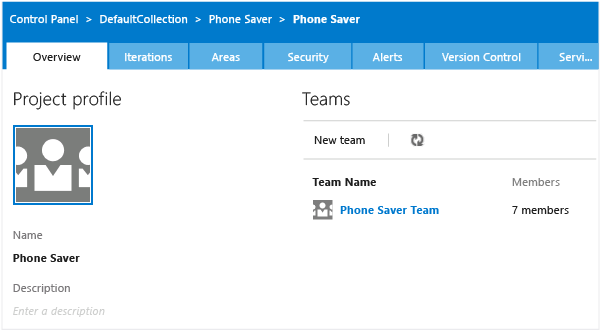 Control Panel > DefaultCollection > Phone Saver > Phone Saver
Overview Iterations Areas Security Alerts Version Control Servi...
Project profile
Name
Phone Saver
Description
Enter a description
Teams
New team
Team Name Members
Phone Saver Team 7 members